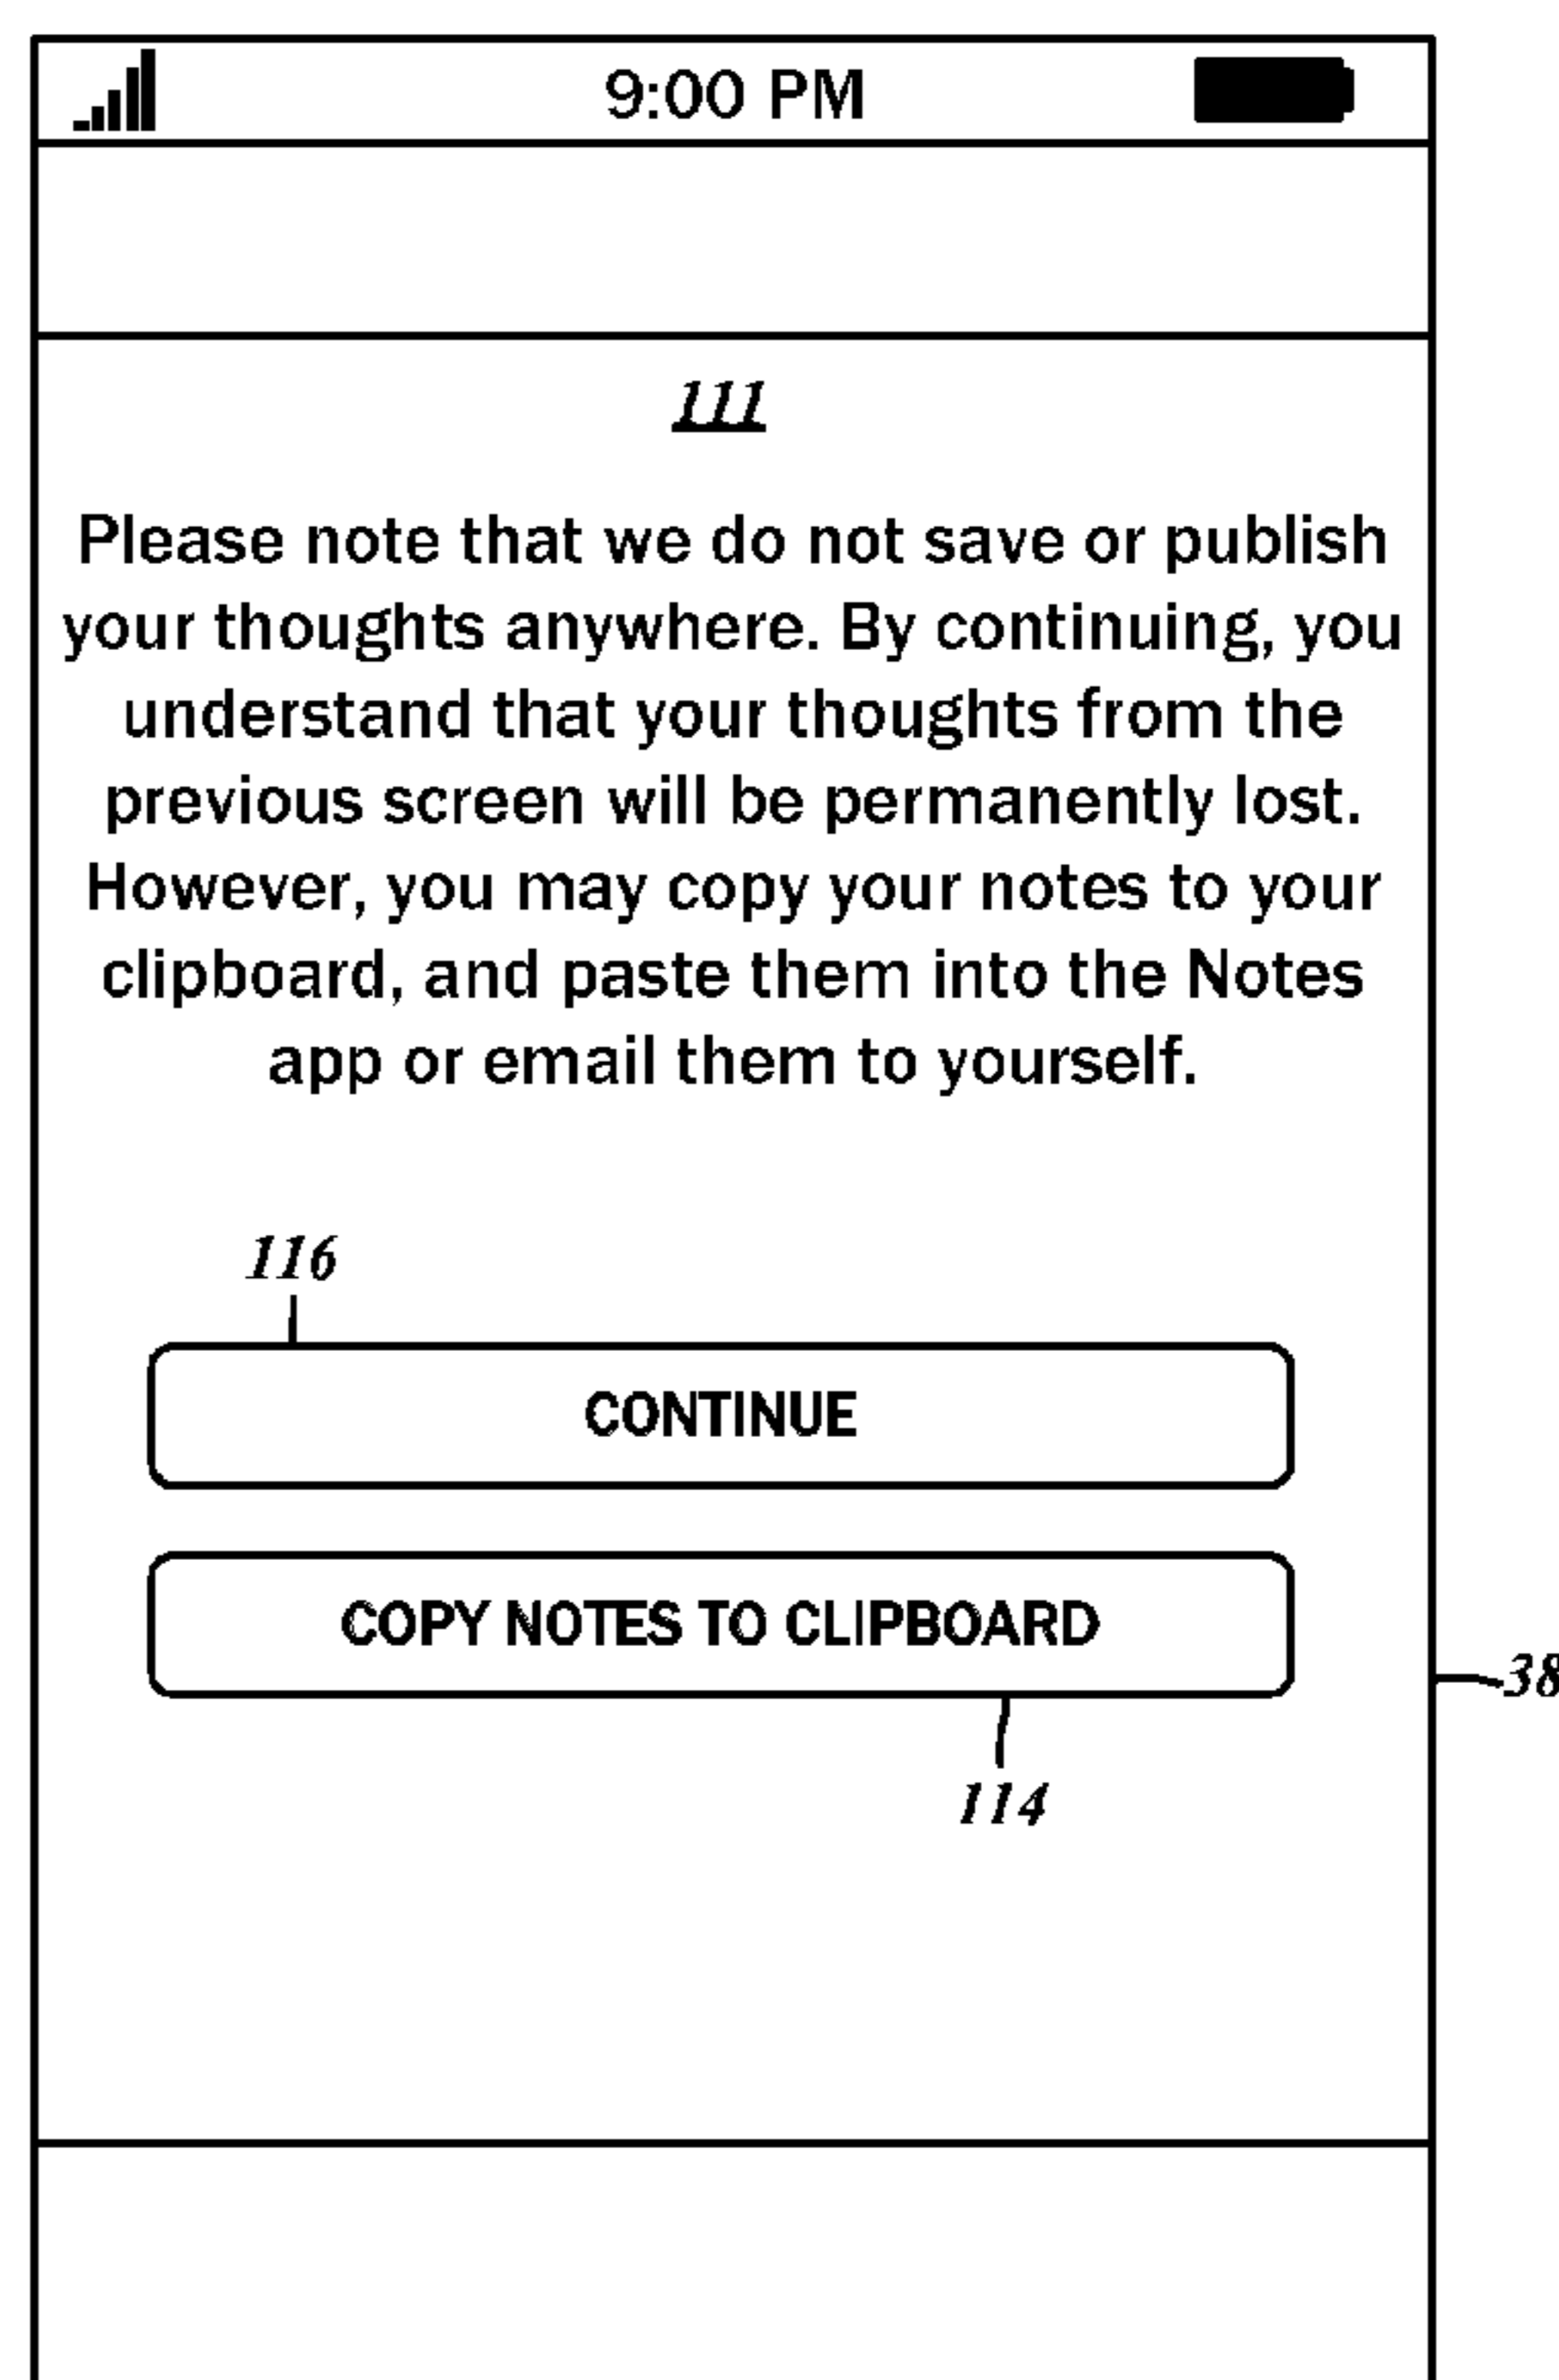 9:00 PM
111
Please note that we do not save or publish
your thoughts anywhere. By continuing, you
understand that your thoughts from the
previous screen will be permanently lost.
However, you may copy your notes to your
clipboard, and paste them into the Notes
app or email them to yourself.
116
CONTINUE
COPY NOTES TO CLIPBOARD
38
114